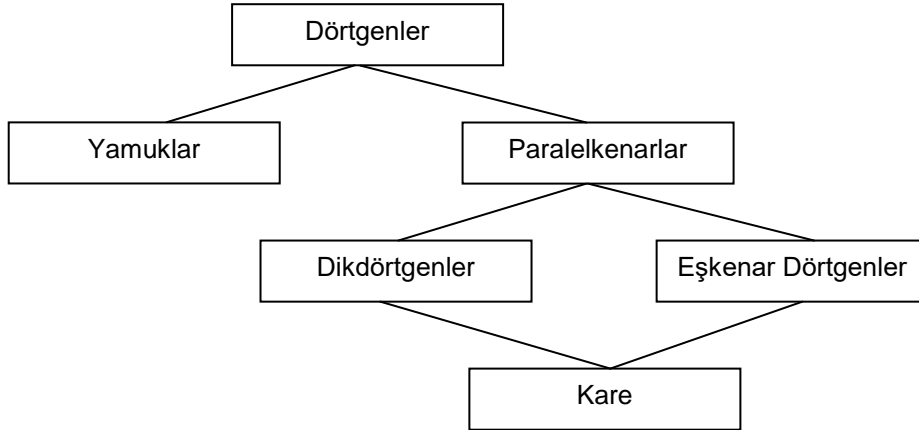 Dörtgenler
Yamuklar
Paralelkenarlar
Dikdörtgenler
Eşkenar Dörtgenler
Kare